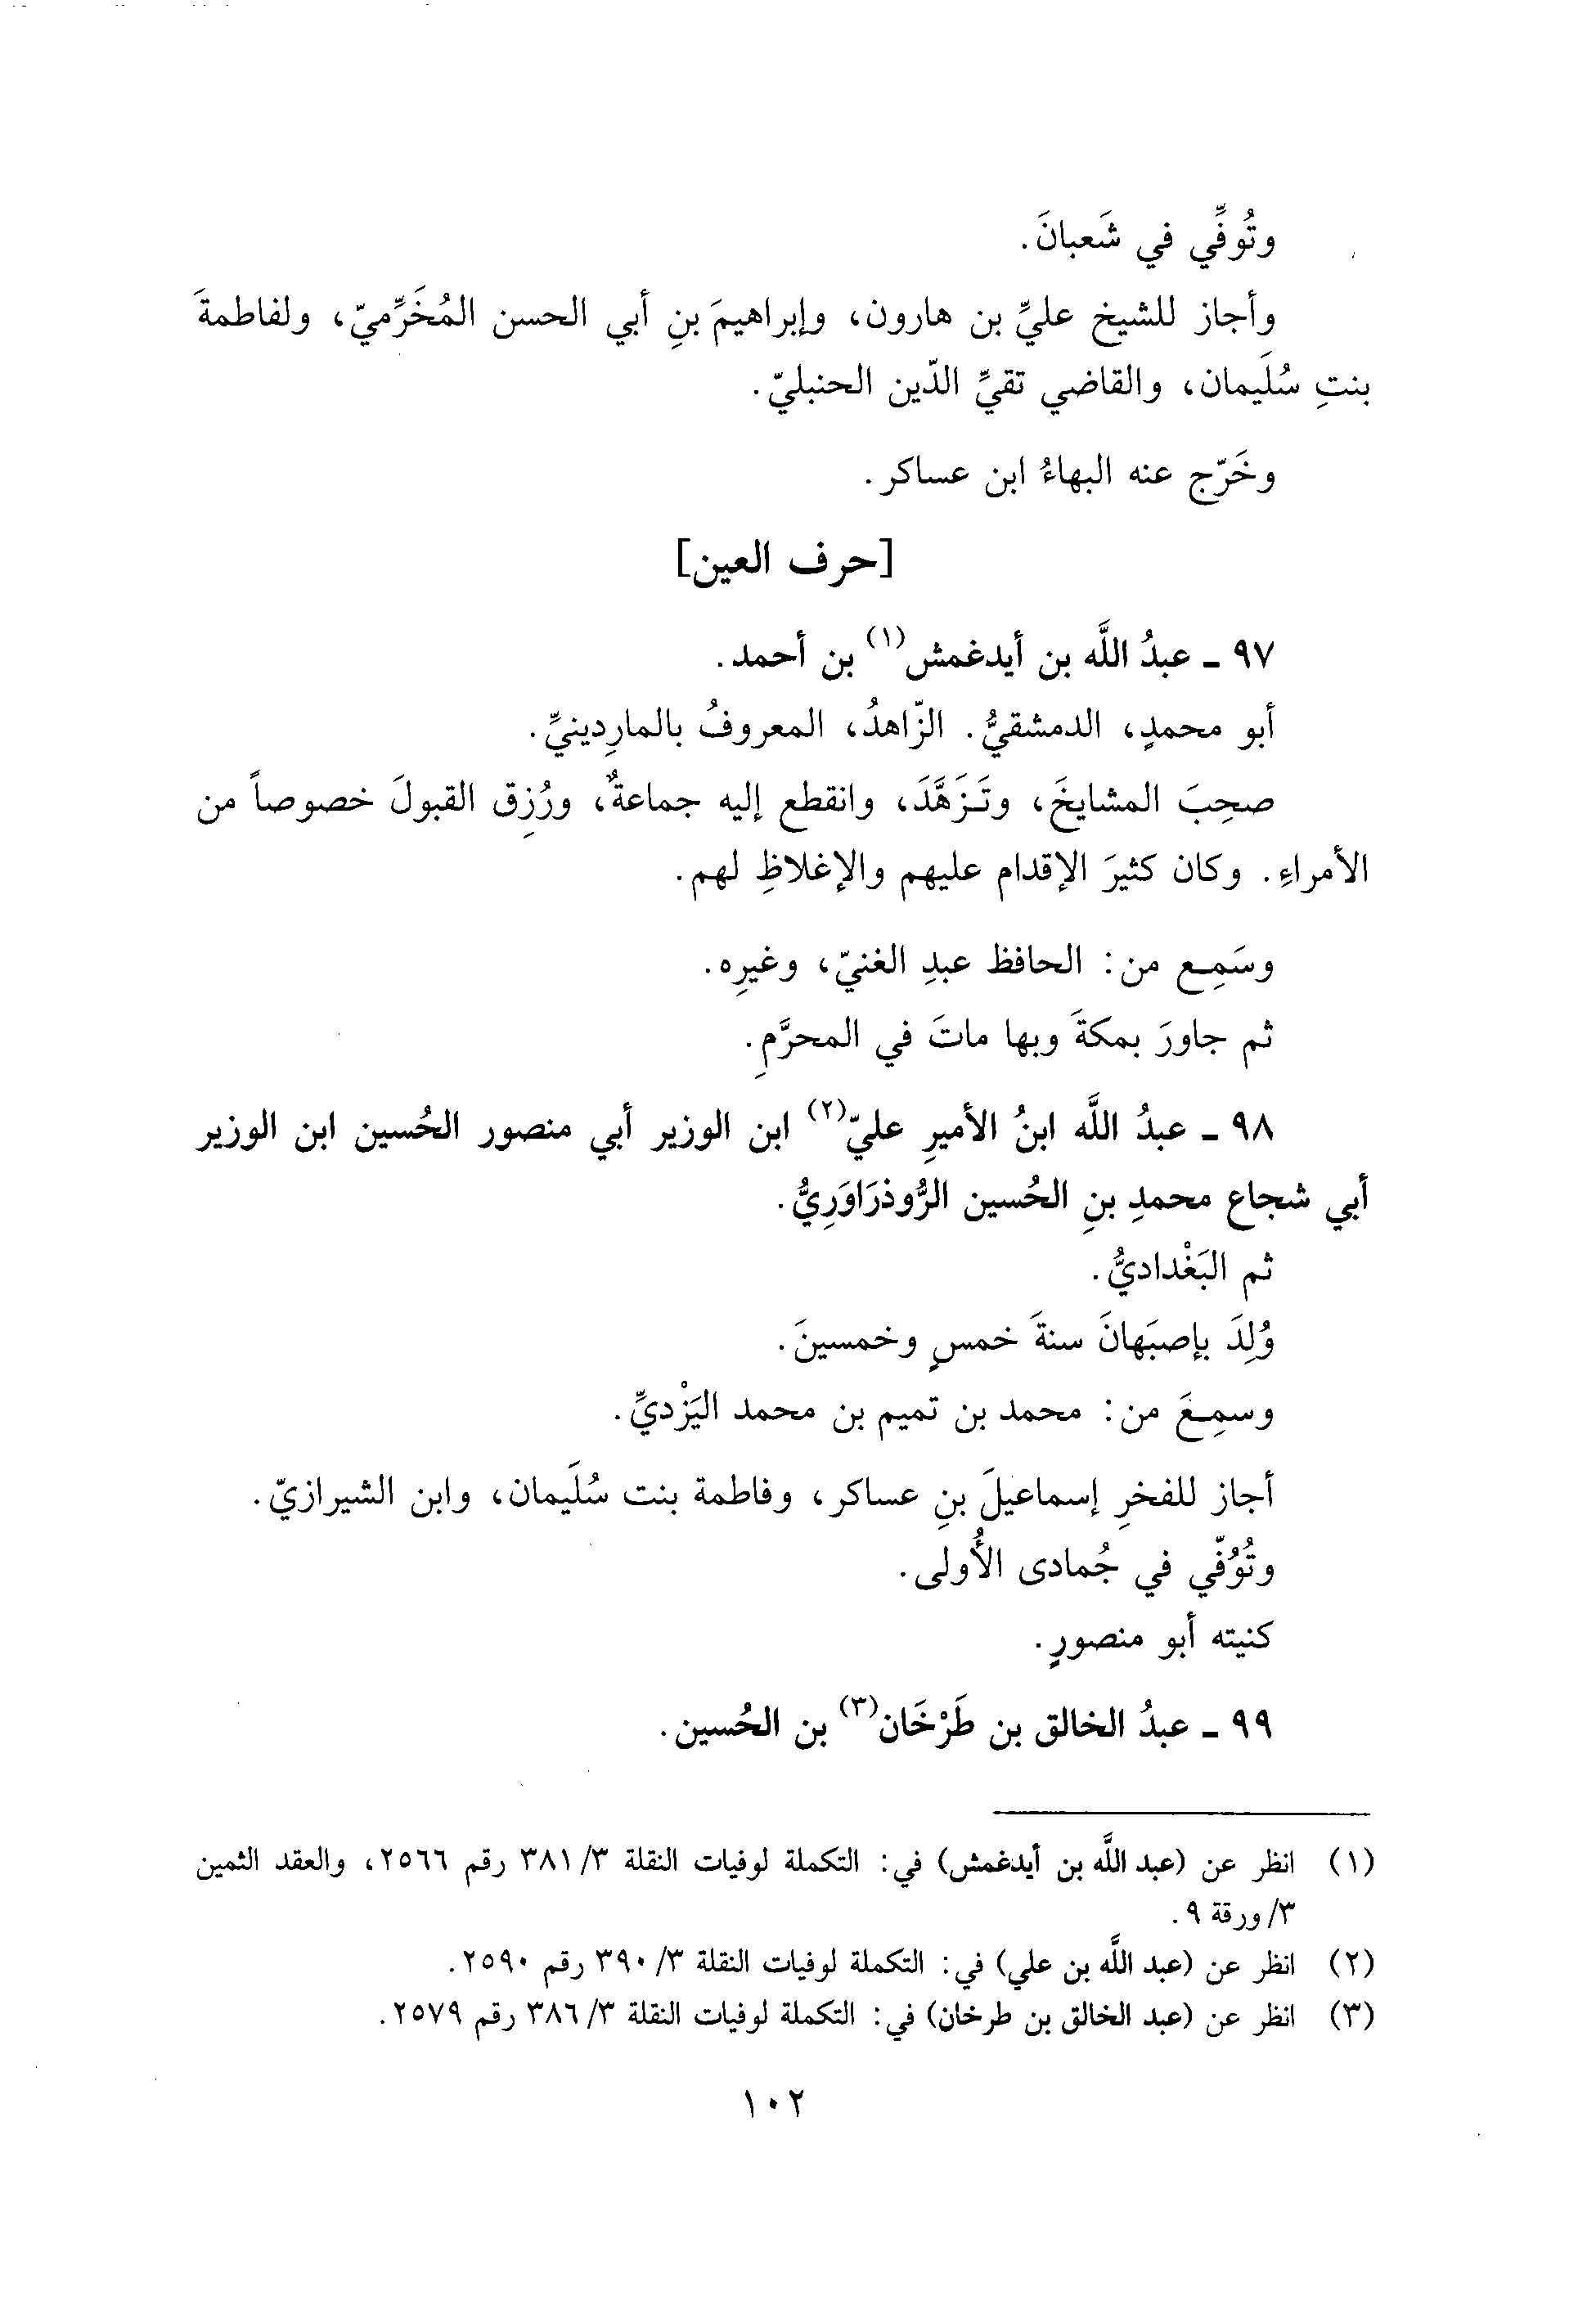 وتُوفِّي في شَعبانَ.
وأجاز للشيخ عليِّ بن هارون، وإبراهيمَ بنِ أبي الحسن المُخَرِّميّ، ولفاطمةَ
بنتِ سُلَيمان، والقاضي تقيِّ الدّين الحنبليّ.
وخَرّج عنه البهاءُ ابن عساكر.
[حرف العين]
٩٧ ـ عبدُ اللَّه بن أيدغمش(١) بن أحمد.
أبو محمدٍ، الدمشقيُّ. الزّاهدُ، المعروفُ بالمارِدينيِّ.
صحِبَ المشايخَ، وتَـزَهَّدَ، وانقطع إليه جماعةٌ، ورُزِق القبولَ خصوصاً من
الأمراءِ. وكان كثيرَ الإقدام عليهم والإغلاظِ لهم.
وسَمِـع من: الحافظ عبدِ الغنيّ، وغيرِه.
ثم جاورَ بمكةَ وبها ماتَ في المحرَّمِ.
٩٨ ـ عبدُ اللَّه ابنُ الأميرِ عليّ(٢) ابن الوزير أبي منصور الحُسين ابن الوزير
أبي شجاع محمدِ بنِ الحُسين الرُّوذرَاوَرِيُّ.
ثم البَغْداديُّ.
وُلِدَ بإصبَهانَ سنةَ خمسٍ وخمسينَ.
وسمِـعَ من: محمد بن تميم بن محمد اليَزْديِّ.
أجاز للفخرِ إسماعيلَ بنِ عساكر، وفاطمة بنت سُلَيمان، وابن الشيرازيّ.
وتُوُفّي في جُمادى الأُولى.
كنيته أبو منصورٍ.
٩٩ ـ عبدُ الخالق بن طَرْخَان(٣) بن الحُسين.
(١) انظر عن (عبد اللَّه بن أيدغمش) في: التكملة لوفيات النقلة ٣/ ٣٨١ رقم ٢٥٦٦، والعقد الثمين
٣/ ورقة ٩.
(٢) انظر عن (عبد اللَّه بن علي) في: التكملة لوفيات النقلة ٣/ ٣٩٠ رقم ٢٥٩٠.
(٣) انظر عن (عبد الخالق بن طرخان) في: التكملة لوفيات النقلة ٣/ ٣٨٦ رقم ٢٥٧٩.
١٠٢